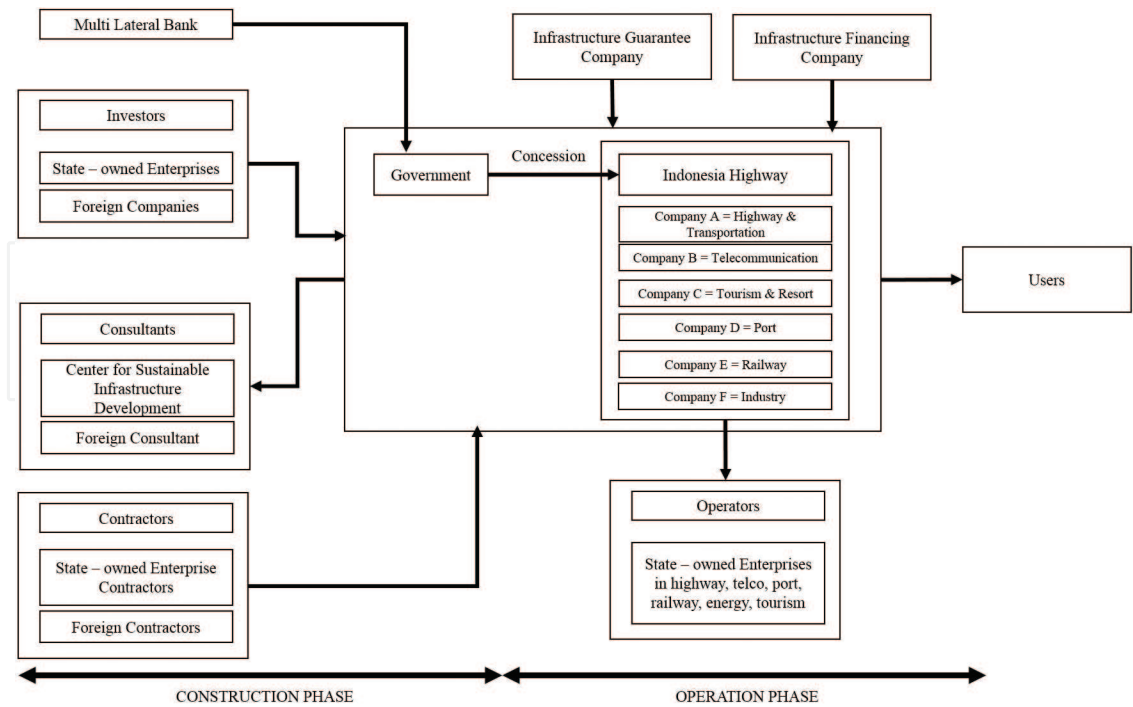 Multi Lateral Bank
Infrastructure Guarantee
Company
Infrastructure Financing
Company
Investors
State – owned Enterprises
Foreign Companies
Government
Concession
Indonesia Highway
Company A = Highway &
Transportation
Company B = Telecommunication
Company C = Tourism & Resort
Company D = Port
Company E = Railway
Company F = Industry
Users
Consultants
Center for Sustainable
Infrastructure
Development
Foreign Consultant
Contractors
State – owned Enterprise
Contractors
Foreign Contractors
Operators
State – owned Enterprises
in highway, telco, port,
railway, energy, tourism
CONSTRUCTION PHASE
OPERATION PHASE